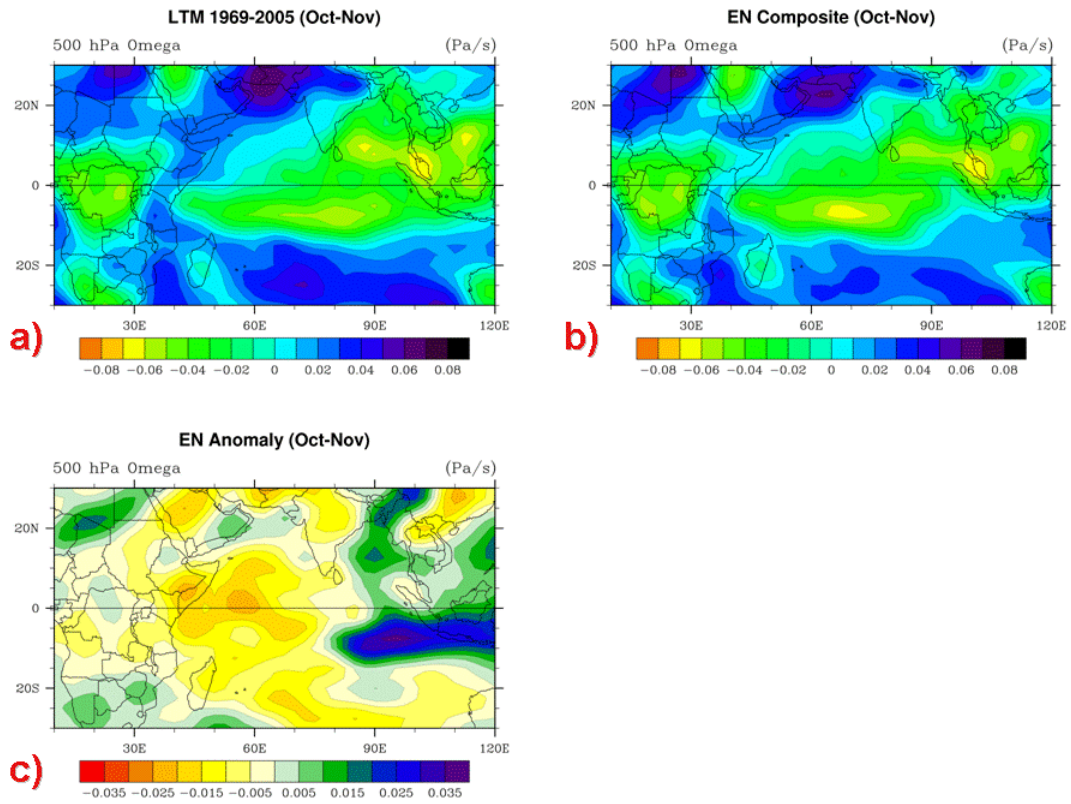 LTM 1969-2005 (Oct-Nov)
500 hPa Omega (Pa/s)
20N
0
20S
30E 60E 90E 120E
a)
−0.08 −0.06 −0.04 −0.02 0 0.02 0.04 0.06 0.08
EN Composite (Oct-Nov)
500 hPa Omega (Pa/s)
20N
0
20S
30E 60E 90E 120E
b)
−0.08 −0.06 −0.04 −0.02 0 0.02 0.04 0.06 0.08
EN Anomaly (Oct-Nov)
500 hPa Omega (Pa/s)
20N
0
20S
30E 60E 90E 120E
c)
−0.035 −0.025 −0.015 −0.005 0.005 0.015 0.025 0.035